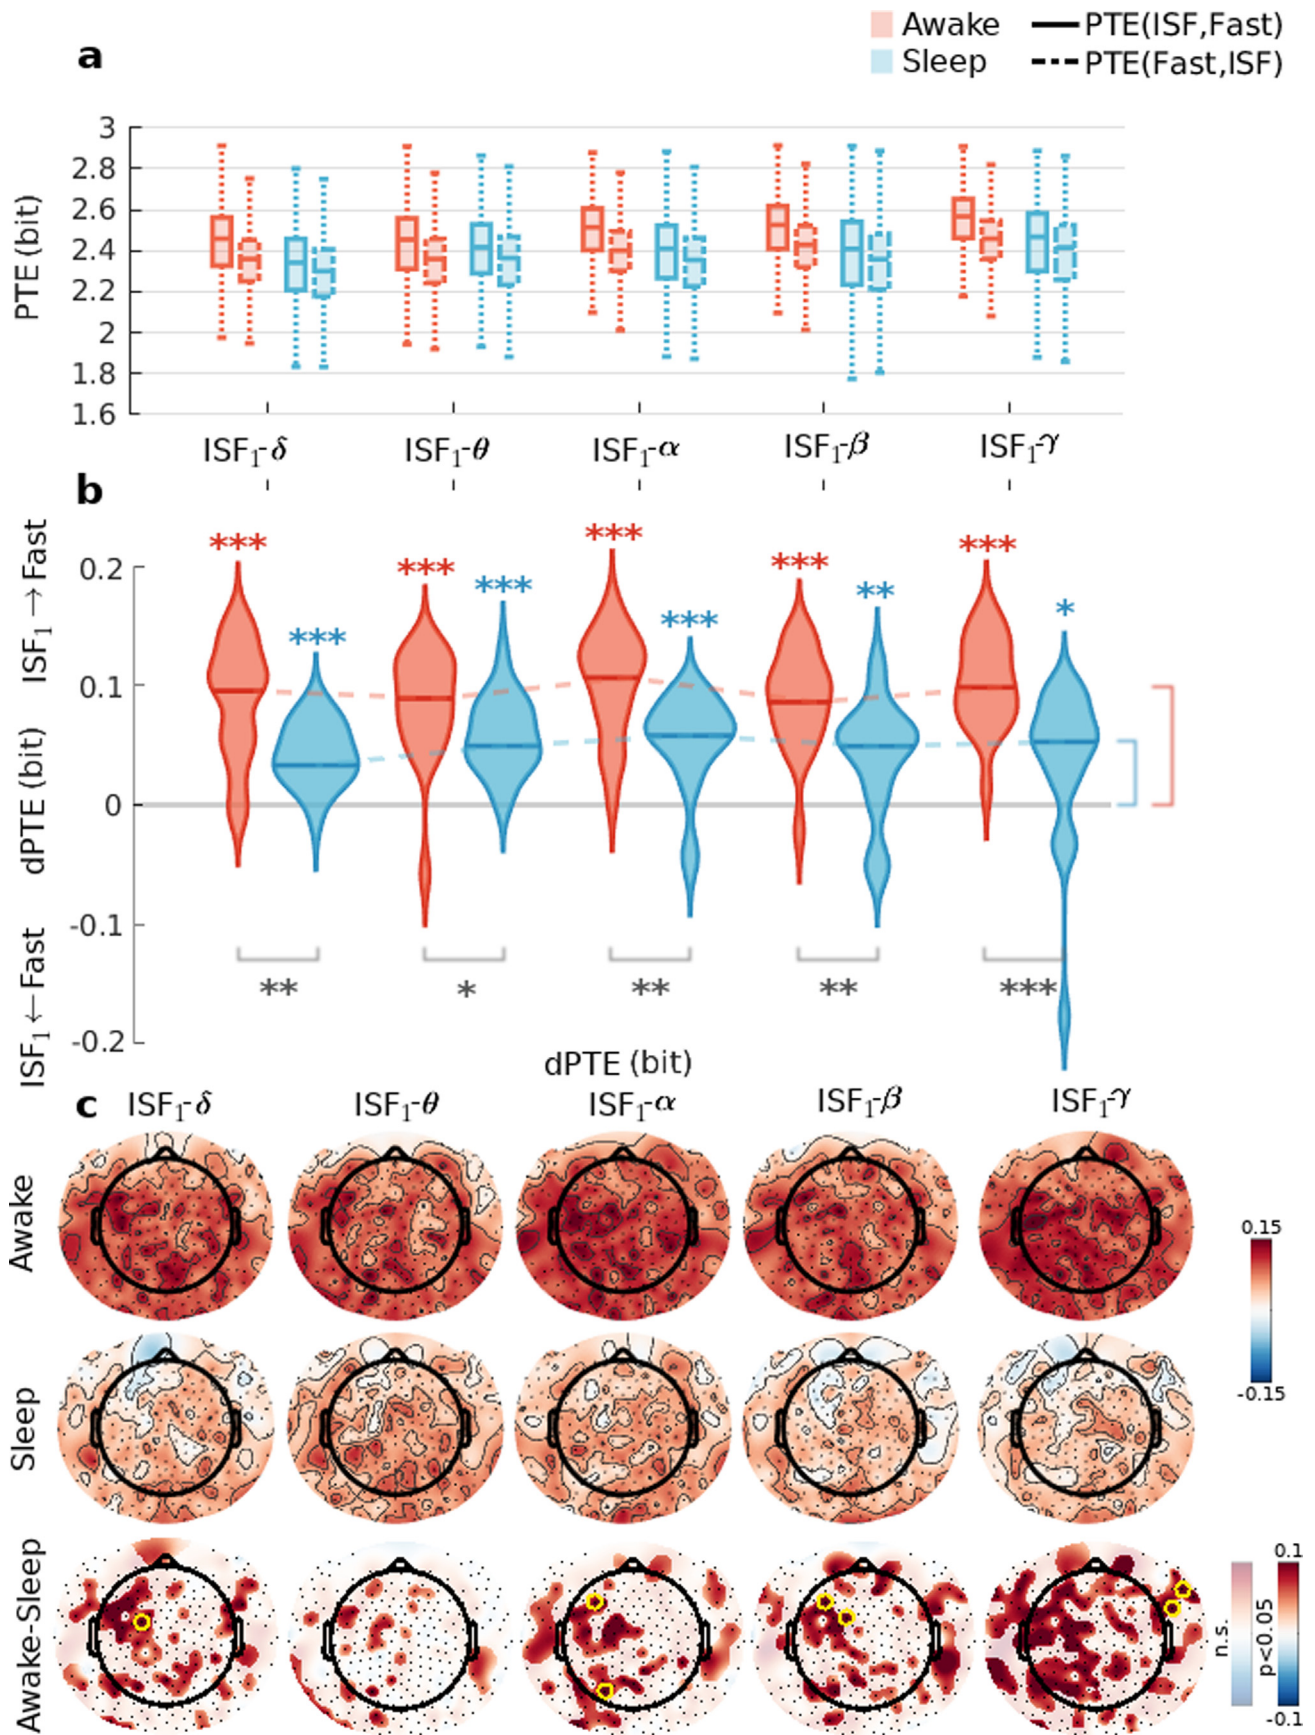 Awake PTE(ISF,Fast)
a
Sleep PTE(Fast,ISF)
PTE (bit)
3
2.8
2.6
2.4
2.2
2
1.8
1.6
ISF₁-δ ISF₁-θ ISF₁-α ISF₁-β ISF₁-γ
b
ISF₁ → Fast
dPTE (bit)
ISF₁ ← Fast
*** *** *** *** ***
*** *** *** ** *
0.2
0.1
0
-0.1
-0.2
** * ** ** ***
dPTE (bit)
c
ISF₁-δ ISF₁-θ ISF₁-α ISF₁-β ISF₁-γ
Awake
0.15
-0.15
Sleep
Awake-Sleep
n.s.
p<0.05
0.1
-0.1